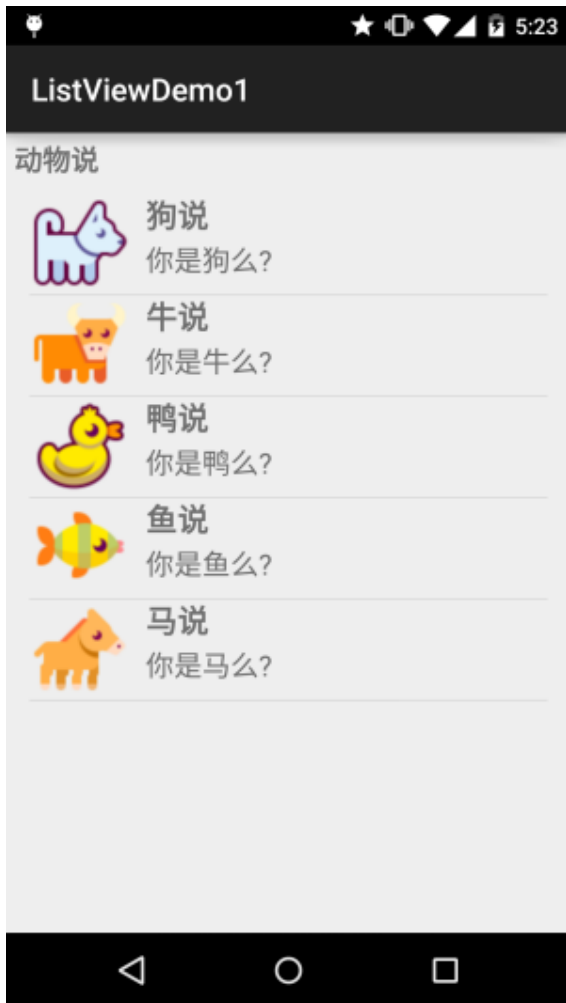 5:23
ListViewDemo1
动物说
狗说
你是狗么?
牛说
你是牛么?
鸭说
你是鸭么?
鱼说
你是鱼么?
马说
你是马么?